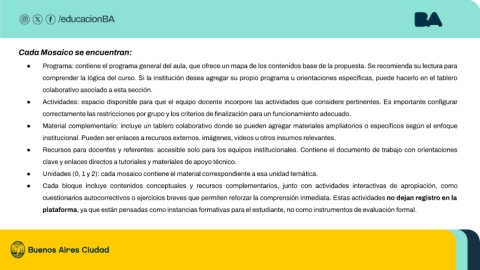 /educacionBA
BA
Cada Mosaico se encuentran:
● Programa: contiene el programa general del aula, que ofrece un mapa de los contenidos base de la propuesta. Se recomienda su lectura para
comprender la lógica del curso. Si la institución desea agregar su propio programa u orientaciones específicas, puede hacerlo en el tablero
colaborativo asociado a esta sección.
● Actividades: espacio disponible para que el equipo docente incorpore las actividades que considere pertinentes. Es importante configurar
correctamente las restricciones por grupo y los criterios de finalización para un funcionamiento adecuado.
● Material complementario: incluye un tablero colaborativo donde se pueden agregar materiales ampliatorios o específicos según el enfoque
institucional. Pueden ser enlaces a recursos externos, imágenes, videos u otros insumos relevantes.
● Recursos para docentes y referentes: accesible solo para los equipos institucionales. Contiene el documento de trabajo con orientaciones
clave y enlaces directos a tutoriales y materiales de apoyo técnico.
● Unidades (0, 1 y 2): cada mosaico contiene el material correspondiente a esa unidad temática.
● Cada bloque incluye contenidos conceptuales y recursos complementarios, junto con actividades interactivas de apropiación, como
cuestionarios autocorrectivos o ejercicios breves que permiten reforzar la comprensión inmediata. Estas actividades no dejan registro en la
plataforma, ya que están pensadas como instancias formativas para el estudiante, no como instrumentos de evaluación formal.
Buenos Aires Ciudad